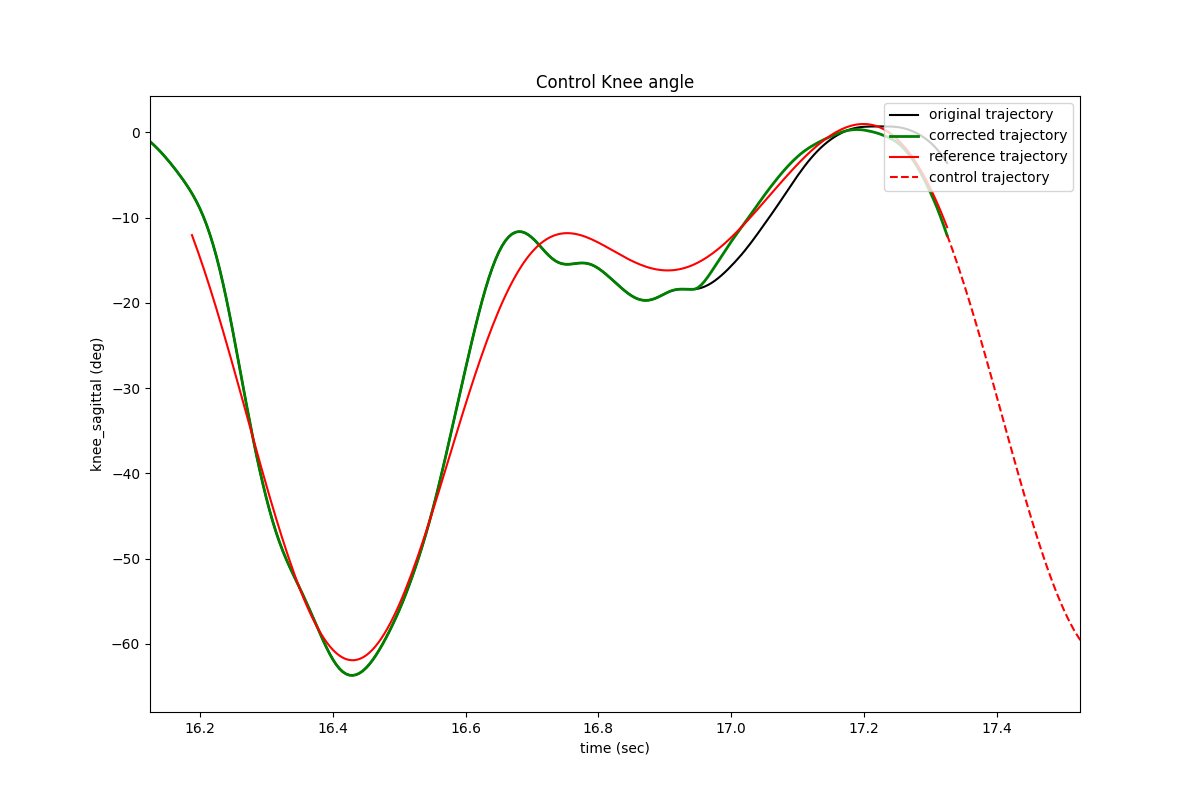 Control Knee angle
original trajectory
corrected trajectory
reference trajectory
control trajectory
knee_sagittal (deg)
0
−10
−20
−30
−40
−50
−60
16.2 16.4 16.6 16.8 17.0 17.2 17.4
time (sec)